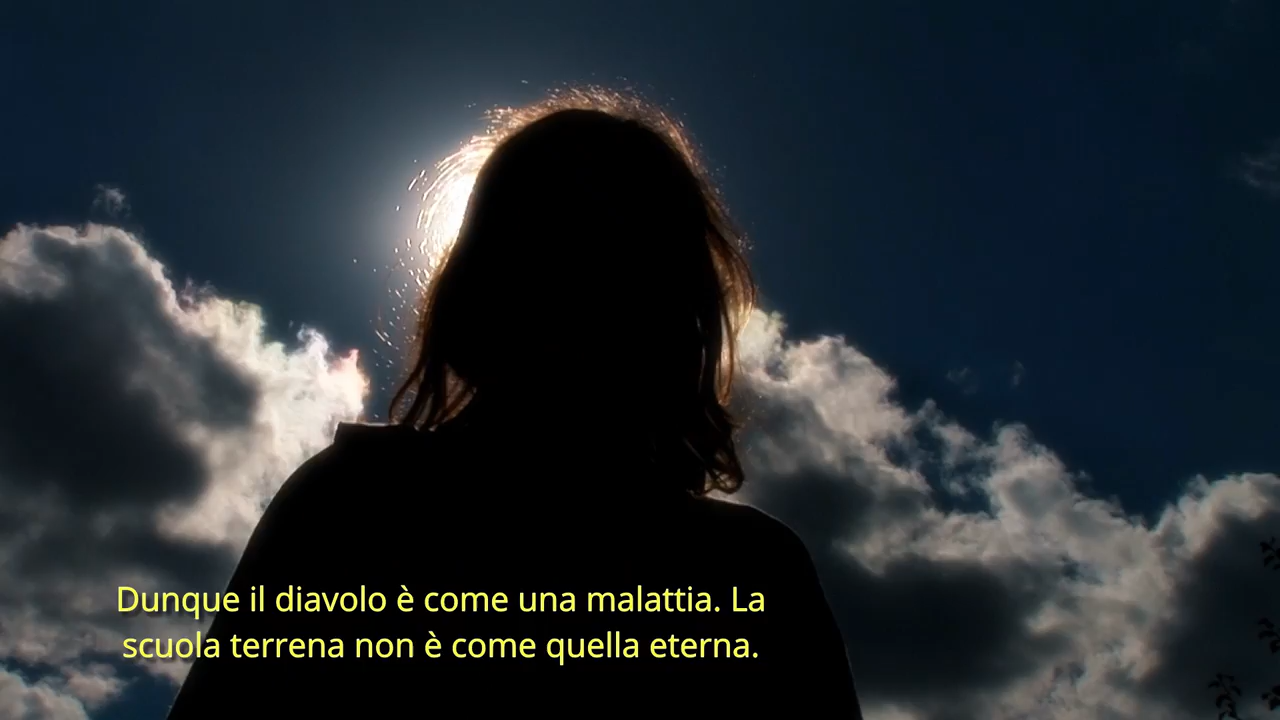 Dunque il diavolo è come una malattia. La
scuola terrena non è come quella eterna.